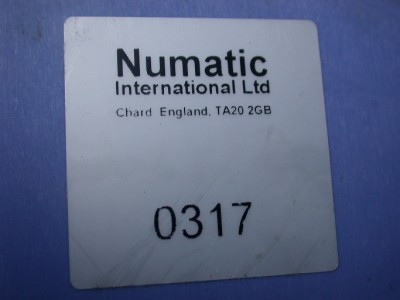 Numatic
International Ltd
Chard England, TA20 2GB
0317